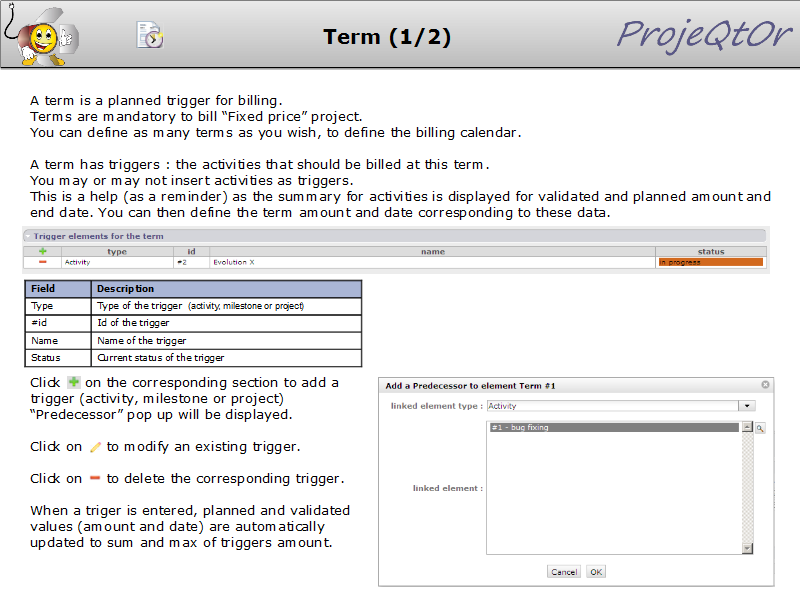 Term (1/2)
ProjeQtOr
A term is a planned trigger for billing.
Terms are mandatory to bill “Fixed price” project.
You can define as many terms as you wish, to define the billing calendar.
A term has triggers : the activities that should be billed at this term.
You may or may not insert activities as triggers.
This is a help (as a reminder) as the summary for activities is displayed for validated and planned amount and
end date. You can then define the term amount and date corresponding to these data.
Trigger elements for the term
type id name status
Activity #2 Evolution X in progress
Field Description
Type Type of the trigger (activity, milestone or project)
#id Id of the trigger
Name Name of the trigger
Status Current status of the trigger
Click on the corresponding section to add a
trigger (activity, milestone or project)
“Predecessor” pop up will be displayed.
Click on to modify an existing trigger.
Click on to delete the corresponding trigger.
When a triger is entered, planned and validated
values (amount and date) are automatically
updated to sum and max of triggers amount.
Add a Predecessor to element Term #1
linked element type : Activity
#1 - bug fixing
linked element :
Cancel OK